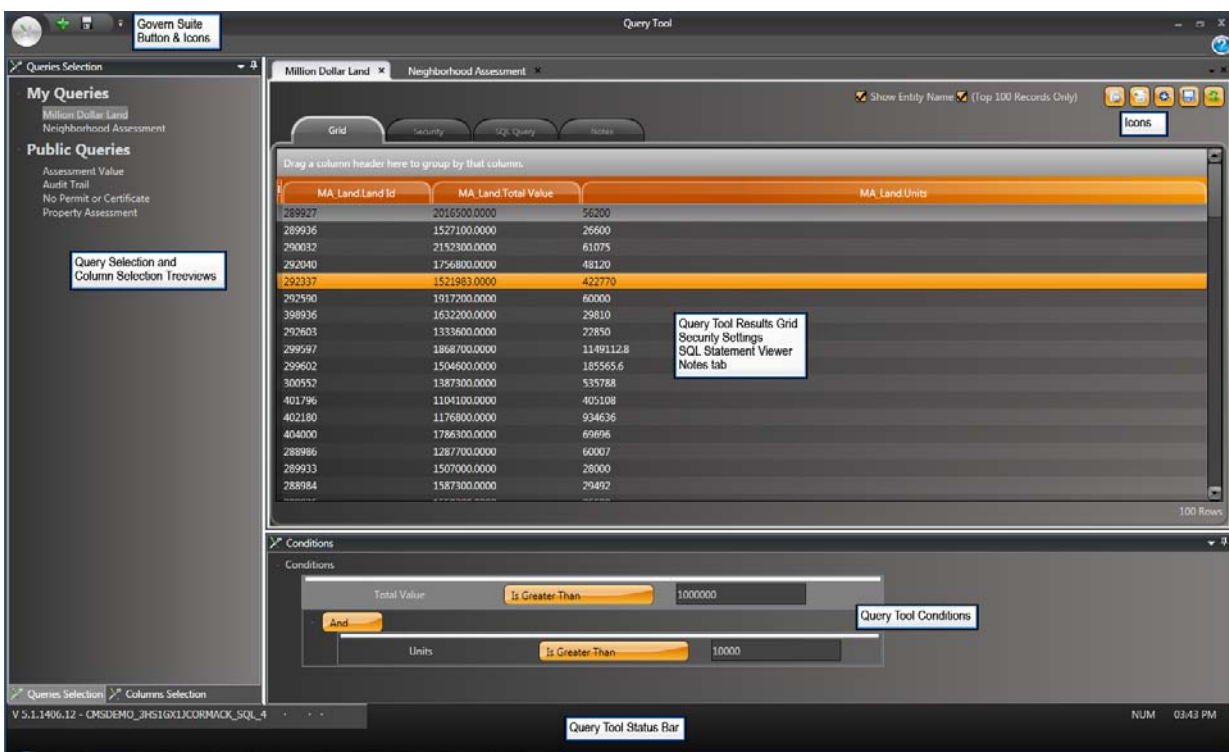 Govern Suite
Button & Icons
Query Tool
Queries Selection
My Queries
Million Dollar Land
Neighborhood Assessment
Public Queries
Assessment Value
Audit Trail
No Permit or Certificate
Property Assessment
Query Selection and
Column Selection Treeviews
Million Dollar Land Neighborhood Assessment
Show Entity Name (Top 100 Records Only)
Icons
Grid Security SQL Query Notes
Drag a column header here to group by that column.
MA_Land.Land Id MA_Land.Total Value MA_Land.Units
289927 2016500.0000 56200
289936 1527100.0000 26600
290032 2152300.0000 61075
292040 1756800.0000 48120
292337 1521983.0000 422770
292590 1917200.0000 60000
398936 1632200.0000 29810
292603 1333600.0000 22850
299597 1868700.0000 1149112.8
299602 1504600.0000 185565.6
300552 1387300.0000 535788
401796 1104100.0000 405108
402180 1176800.0000 934636
404000 1786300.0000 69696
288986 1287700.0000 60007
289933 1507000.0000 28000
288984 1587300.0000 29492
Query Tool Results Grid
Security Settings
SQL Statement Viewer
Notes tab
100 Rows
Conditions
Conditions
Total Value Is Greater Than 1000000
And
Units Is Greater Than 10000
Query Tool Conditions
Queries Selection Columns Selection
V 5.1.1406.12 - CMSDEMO_3HS1GX1JCORMACK_SQL_4
Query Tool Status Bar
NUM 03:43 PM